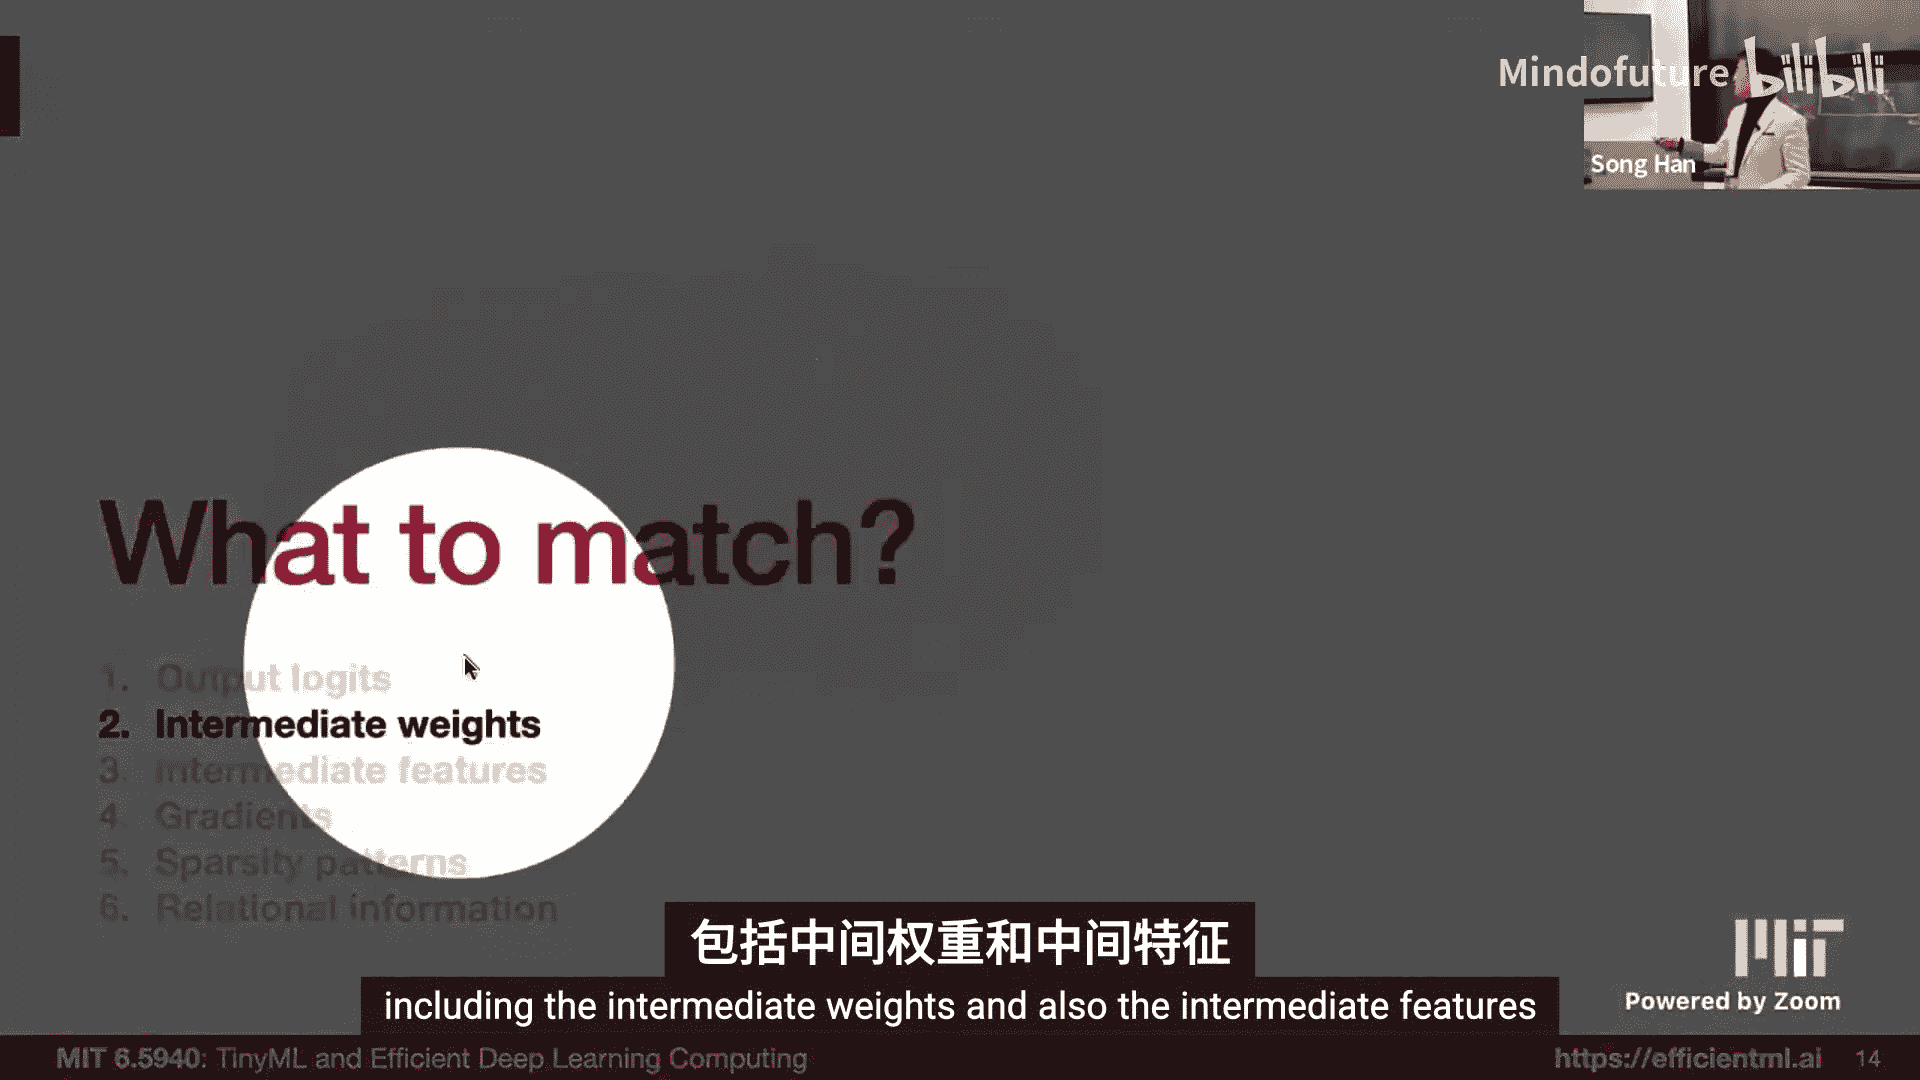 Mindofuture bilibili
Song Han
What to match?
1. Output logits
2. Intermediate weights
3. Intermediate features
4. Gradients
5. Sparsity patterns
6. Relational information
包括中间权重和中间特征
including the intermediate weights and also the intermediate features
MIT
Powered by Zoom
MIT 6.5940: TinyML and Efficient Deep Learning Computing
https://efficientml.ai
14